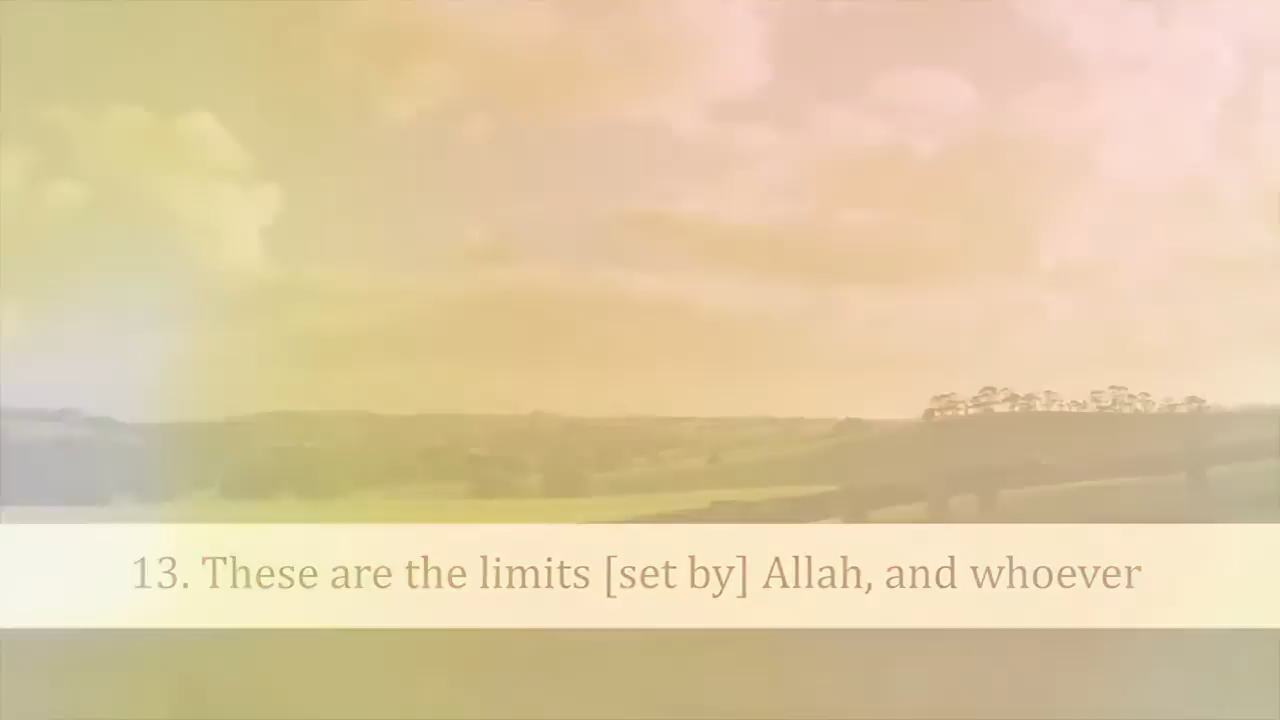 13. These are the limits [set by] Allah, and whoever